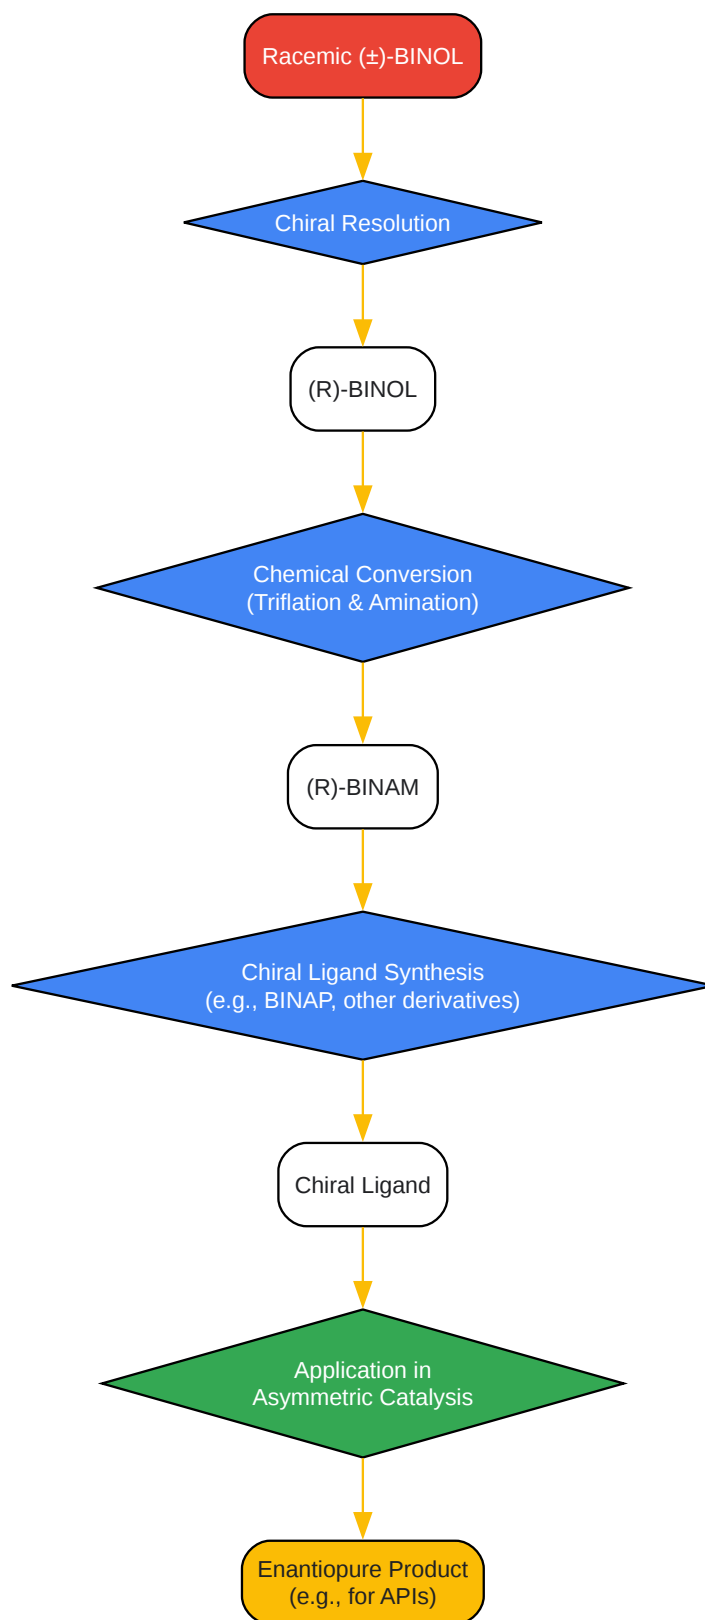 Racemic (±)-BINOL
Chiral Resolution
(R)-BINOL
Chemical Conversion
(Triflation & Amination)
(R)-BINAM
Chiral Ligand Synthesis
(e.g., BINAP, other derivatives)
Chiral Ligand
Application in
Asymmetric Catalysis
Enantiopure Product
(e.g., for APIs)